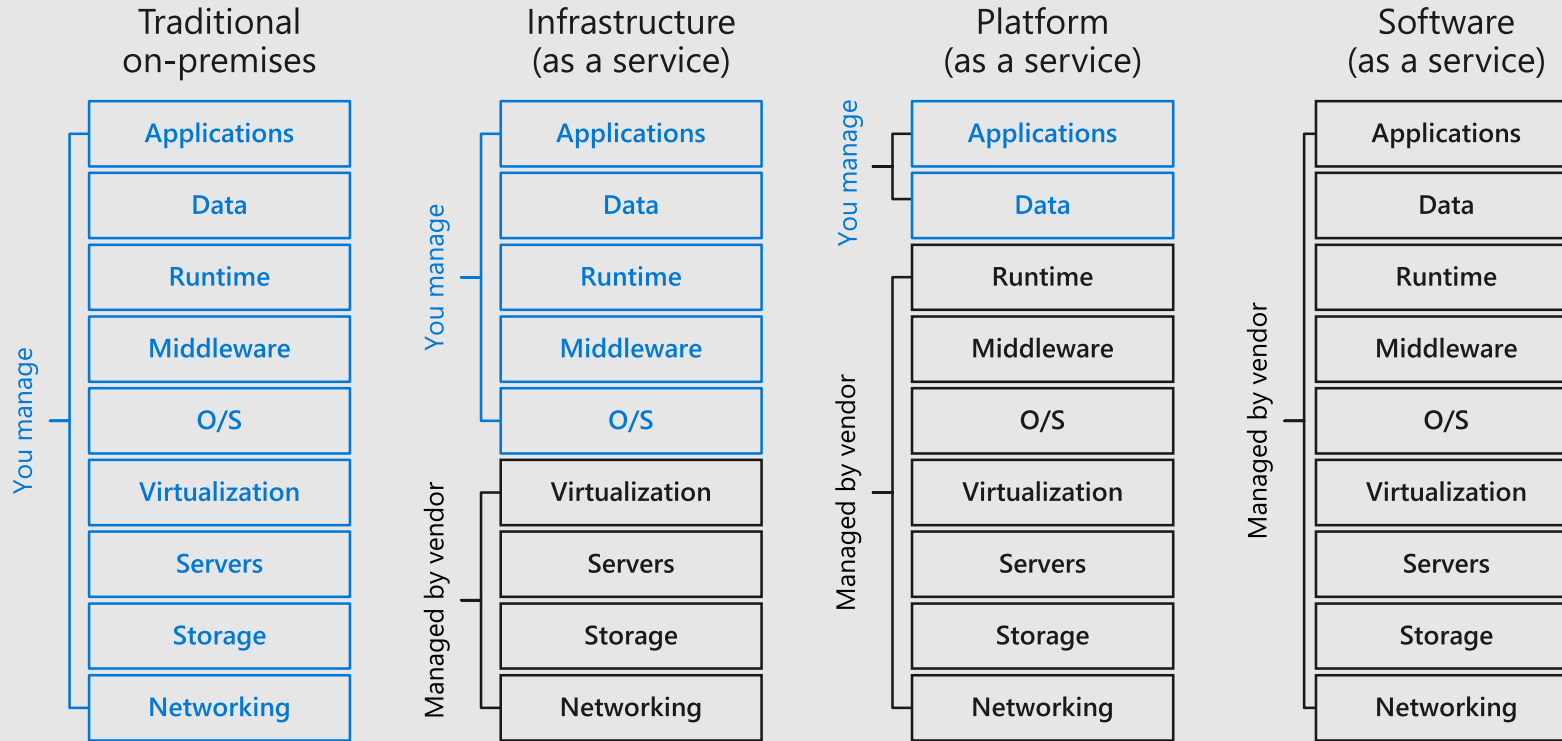 Traditional
on-premises
You manage
Applications
Data
Runtime
Middleware
O/S
Virtualization
Servers
Storage
Networking
Infrastructure
(as a service)
You manage
Applications
Data
Runtime
Middleware
O/S
Managed by vendor
Virtualization
Servers
Storage
Networking
Platform
(as a service)
You manage
Applications
Data
Managed by vendor
Runtime
Middleware
O/S
Virtualization
Servers
Storage
Networking
Software
(as a service)
Managed by vendor
Applications
Data
Runtime
Middleware
O/S
Virtualization
Servers
Storage
Networking